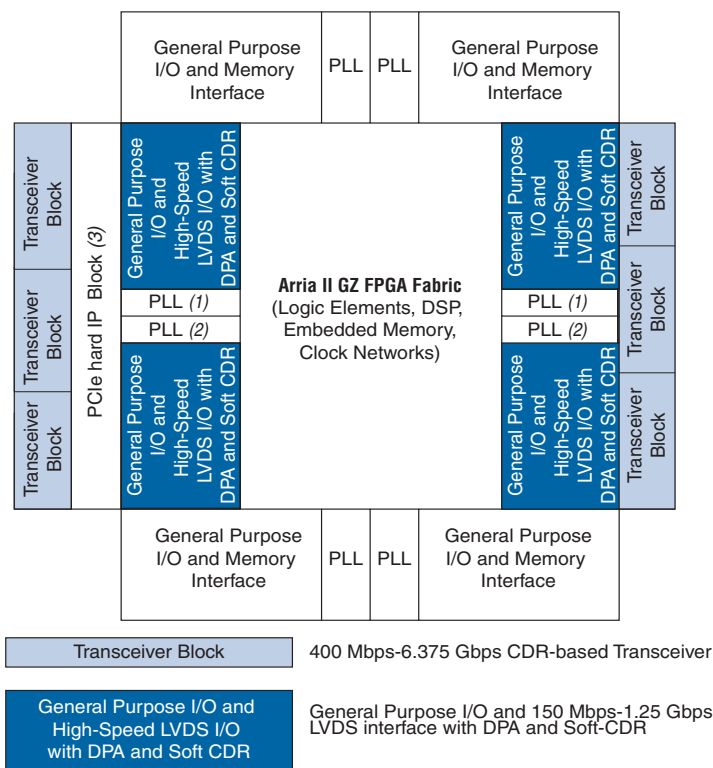 General Purpose
I/O and Memory
Interface
PLL
PLL
General Purpose
I/O and Memory
Interface
Transceiver
Block
Transceiver
Block
Transceiver
Block
PCIe hard IP Block (3)
General Purpose
I/O and
High-Speed
LVDS I/O with
DPA and Soft CDR
PLL (1)
PLL (2)
General Purpose
I/O and
High-Speed
LVDS I/O with
DPA and Soft CDR
Arria II GZ FPGA Fabric
(Logic Elements, DSP,
Embedded Memory,
Clock Networks)
General Purpose
I/O and
High-Speed
LVDS I/O with
DPA and Soft CDR
PLL (1)
PLL (2)
General Purpose
I/O and
High-Speed
LVDS I/O with
DPA and Soft CDR
Transceiver
Block
Transceiver
Block
Transceiver
Block
General Purpose
I/O and Memory
Interface
PLL
PLL
General Purpose
I/O and Memory
Interface
Transceiver Block
400 Mbps-6.375 Gbps CDR-based Transceiver
General Purpose I/O and
High-Speed LVDS I/O
with DPA and Soft CDR
General Purpose I/O and 150 Mbps-1.25 Gbps
LVDS interface with DPA and Soft-CDR